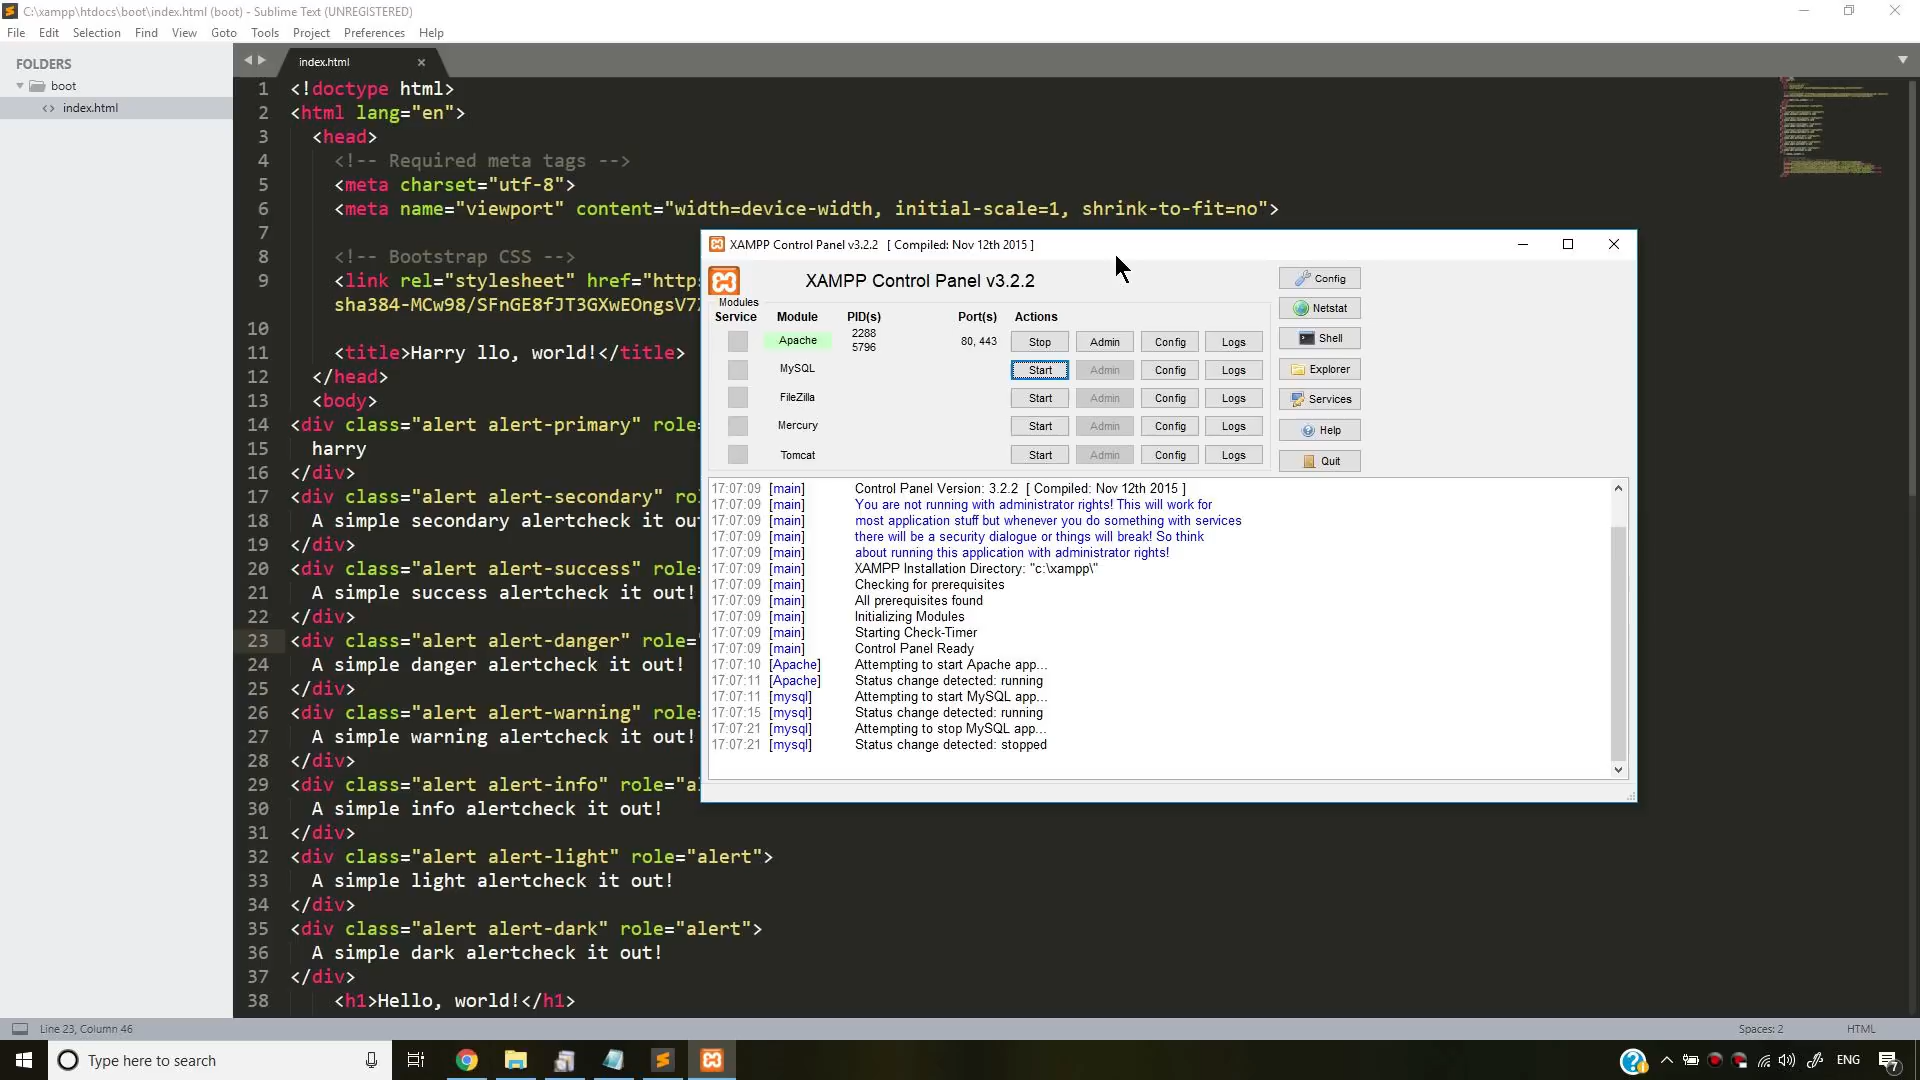 C:\xampp\htdocs\boot\index.html (boot) - Sublime Text (UNREGISTERED)
File Edit Selection Find View Goto Tools Project Preferences Help
FOLDERS
boot
<> index.html
index.html ×
1 <!doctype html>
2 <html lang="en">
3 <head>
4 <!-- Required meta tags -->
5 <meta charset="utf-8">
6 <meta name="viewport" content="width=device-width, initial-scale=1, shrink-to-fit=no">
7
8 <!-- Bootstrap CSS -->
9 <link rel="stylesheet" href="https
sha384-MCw98/SFnGE8fJT3GXwEOngsV7
10
11 <title>Harry llo, world!</title>
12 </head>
13 <body>
14 <div class="alert alert-primary" role=
15 harry
16 </div>
17 <div class="alert alert-secondary" rol
18 A simple secondary alertcheck it ou
19 </div>
20 <div class="alert alert-success" role=
21 A simple success alertcheck it out!
22 </div>
23 <div class="alert alert-danger" role="
24 A simple danger alertcheck it out!
25 </div>
26 <div class="alert alert-warning" role=
27 A simple warning alertcheck it out!
28 </div>
29 <div class="alert alert-info" role="al
30 A simple info alertcheck it out!
31 </div>
32 <div class="alert alert-light" role="alert">
33 A simple light alertcheck it out!
34 </div>
35 <div class="alert alert-dark" role="alert">
36 A simple dark alertcheck it out!
37 </div>
38 <h1>Hello, world!</h1>
XAMPP Control Panel v3.2.2 [ Compiled: Nov 12th 2015 ]
XAMPP Control Panel v3.2.2
Modules
Service Module PID(s) Port(s) Actions
Apache 2288 5796 80, 443 Stop Admin Config Logs
MySQL Start Admin Config Logs
FileZilla Start Admin Config Logs
Mercury Start Admin Config Logs
Tomcat Start Admin Config Logs
Config
Netstat
Shell
Explorer
Services
Help
Quit
17:07:09 [main] Control Panel Version: 3.2.2 [ Compiled: Nov 12th 2015 ]
17:07:09 [main] You are not running with administrator rights! This will work for
17:07:09 [main] most application stuff but whenever you do something with services
17:07:09 [main] there will be a security dialogue or things will break! So think
17:07:09 [main] about running this application with administrator rights!
17:07:09 [main] XAMPP Installation Directory: "c:\xampp\"
17:07:09 [main] Checking for prerequisites
17:07:09 [main] All prerequisites found
17:07:09 [main] Initializing Modules
17:07:09 [main] Starting Check-Timer
17:07:09 [main] Control Panel Ready
17:07:10 [Apache] Attempting to start Apache app...
17:07:11 [Apache] Status change detected: running
17:07:11 [mysql] Attempting to start MySQL app...
17:07:15 [mysql] Status change detected: running
17:07:21 [mysql] Attempting to stop MySQL app...
17:07:21 [mysql] Status change detected: stopped
Line 23, Column 46 Spaces: 2 HTML
Type here to search ENG 7